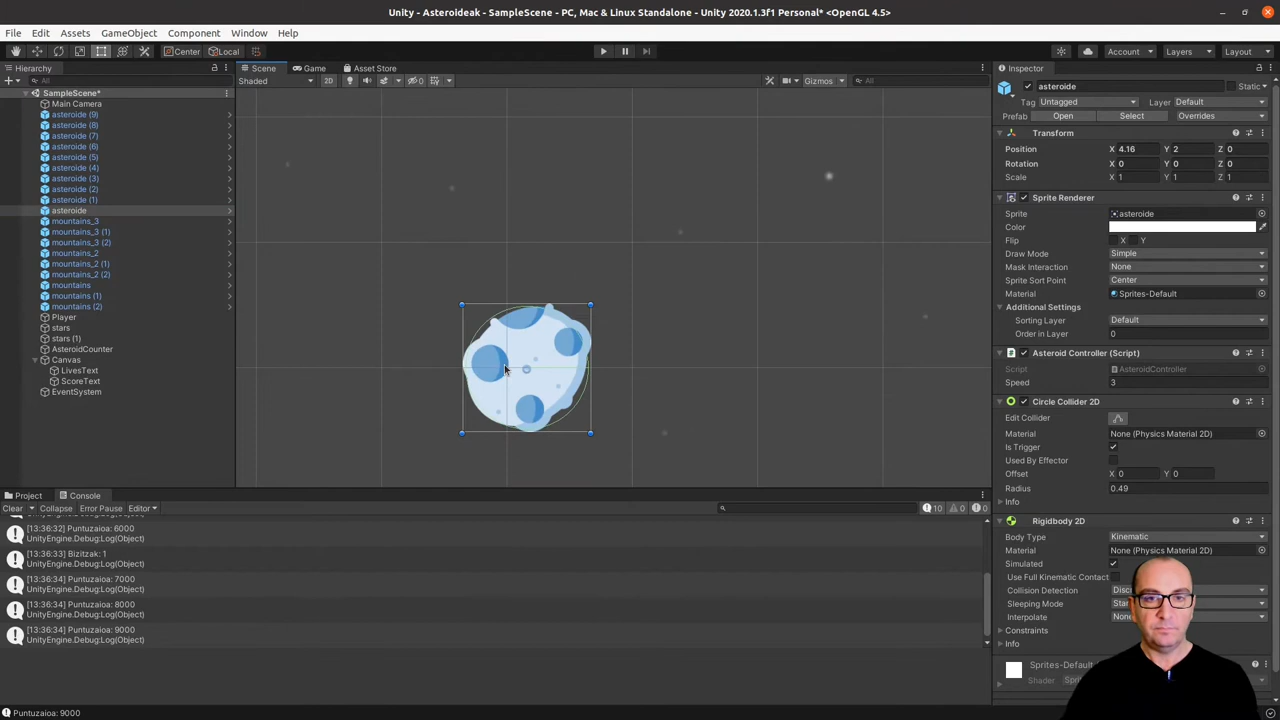 Unity - Asteroideak - SampleScene - PC, Mac & Linux Standalone - Unity 2020.1.3f1 Personal* <OpenGL 4.5>
File Edit Assets GameObject Component Window Help
Center Local Account Layers Layout
Hierarchy
All
SampleScene*
Main Camera
asteroide (9)
asteroide (8)
asteroide (7)
asteroide (6)
asteroide (5)
asteroide (4)
asteroide (3)
asteroide (2)
asteroide (1)
asteroide
mountains_3
mountains_3 (1)
mountains_3 (2)
mountains_2
mountains_2 (1)
mountains_2 (2)
mountains
mountains (1)
mountains (2)
Player
stars
stars (1)
AsteroidCounter
Canvas
LivesText
ScoreText
EventSystem
Scene Game Asset Store
Shaded 2D 0 Gizmos All
Inspector
asteroide Static
Tag Untagged Layer Default
Prefab Open Select Overrides
Transform
Position X 4.16 Y 2 Z 0
Rotation X 0 Y 0 Z 0
Scale X 1 Y 1 Z 1
Sprite Renderer
Sprite asteroide
Color
Flip X Y
Draw Mode Simple
Mask Interaction None
Sprite Sort Point Center
Material Sprites-Default
Additional Settings
Sorting Layer Default
Order in Layer 0
Asteroid Controller (Script)
Script AsteroidController
Speed 3
Circle Collider 2D
Edit Collider
Material None (Physics Material 2D)
Is Trigger
Used By Effector
Offset X 0 Y 0
Radius 0.49
Info
Rigidbody 2D
Body Type Kinematic
Material None (Physics Material 2D)
Simulated
Use Full Kinematic Contact
Collision Detection
Sleeping Mode
Interpolate
Constraints
Info
Sprites-Default
Shader
Project Console
Clear Collapse Error Pause Editor 10 0 0
UnityEngine.Debug:Log(Object)
[13:36:32] Puntuzaioa: 6000
UnityEngine.Debug:Log(Object)
[13:36:33] Bizitzak: 1
UnityEngine.Debug:Log(Object)
[13:36:34] Puntuzaioa: 7000
UnityEngine.Debug:Log(Object)
[13:36:34] Puntuzaioa: 8000
UnityEngine.Debug:Log(Object)
[13:36:34] Puntuzaioa: 9000
UnityEngine.Debug:Log(Object)
Puntuzaioa: 9000